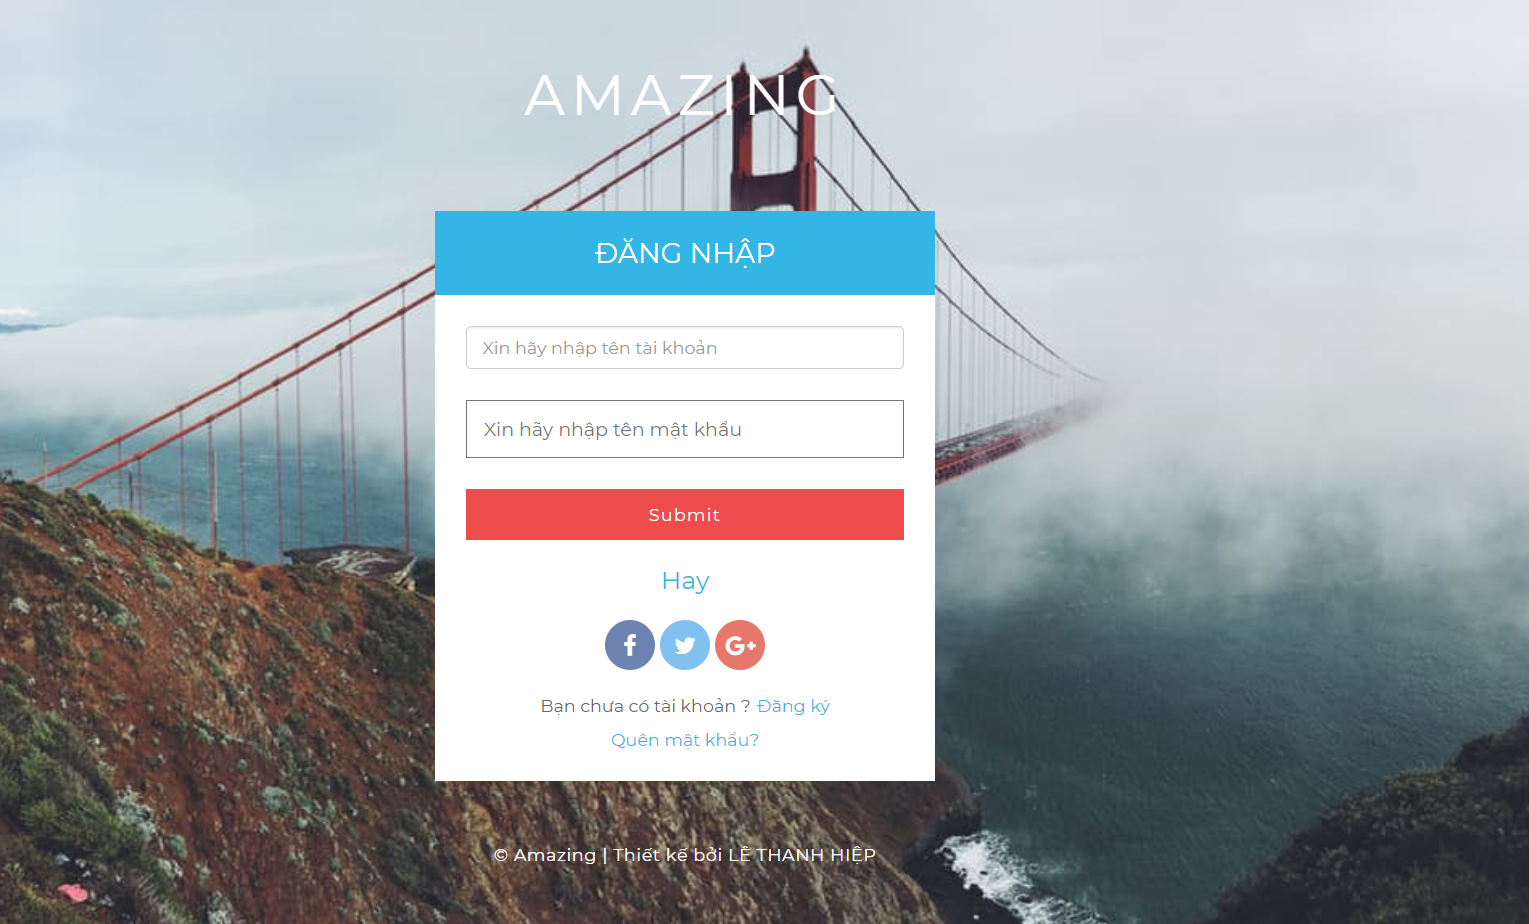 AMAZING
ĐĂNG NHẬP
Xin hãy nhập tên tài khoản
Xin hãy nhập tên mật khẩu
Submit
Hay
f G+
Bạn chưa có tài khoản ? Đăng ký
Quên mật khẩu?
© Amazing | Thiết kế bởi LÊ THANH HIỆP